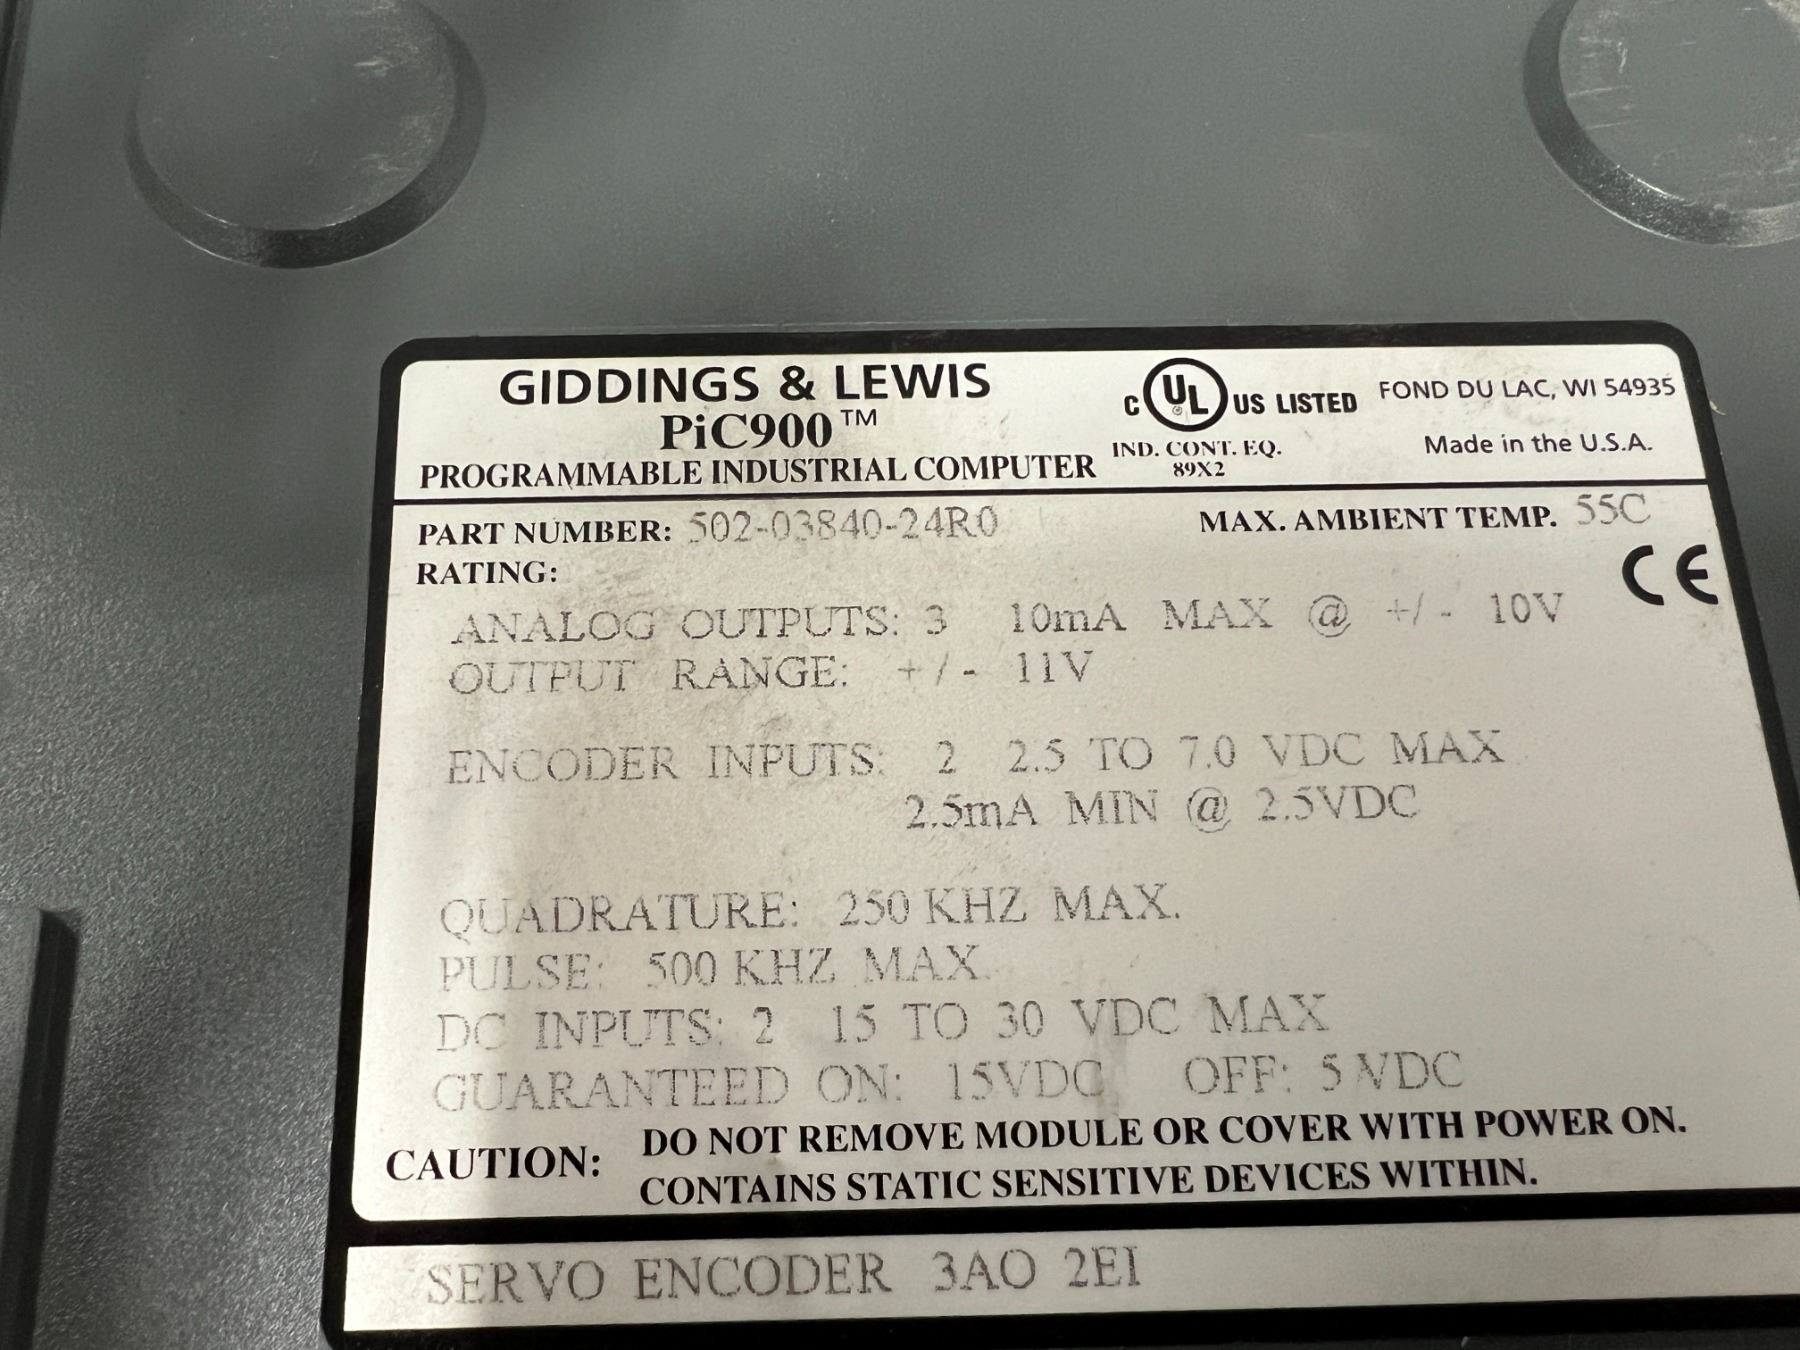 GIDDINGS & LEWIS
PiC900™
PROGRAMMABLE INDUSTRIAL COMPUTER
C UL® US LISTED
IND. CONT. EQ.
89X2
FOND DU LAC, WI 54935
Made in the U.S.A.
PART NUMBER: 502-03840-24R0
MAX. AMBIENT TEMP. 55C
RATING:
CE
ANALOG OUTPUTS: 3 10mA MAX @ +/- 10V
OUTPUT RANGE: +/- 11V
ENCODER INPUTS: 2 2.5 TO 7.0 VDC MAX
2.5mA MIN @ 2.5VDC
QUADRATURE: 250 KHZ MAX.
PULSE: 500 KHZ MAX.
DC INPUTS: 2 15 TO 30 VDC MAX
GUARANTEED ON: 15VDC OFF: 5 VDC
CAUTION: DO NOT REMOVE MODULE OR COVER WITH POWER ON.
CONTAINS STATIC SENSITIVE DEVICES WITHIN.
SERVO ENCODER 3AO 2EI